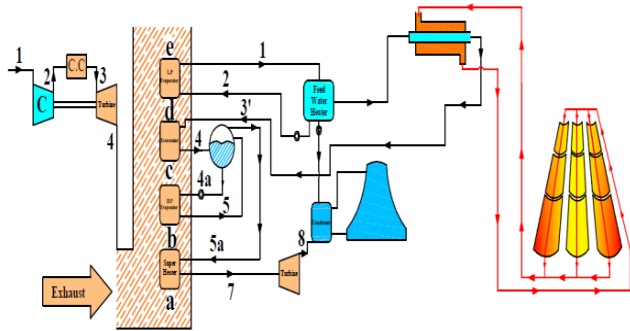 1
2
C.C
3
C
Turbine
4
e
LP
Evaporator
d
Economizer
c
HP
Evaporator
b
Super
Heater
a
1
2
3'
4
4a
5
5a
7
8
Feed
Water
Heater
Condenser
Turbine
Exhaust